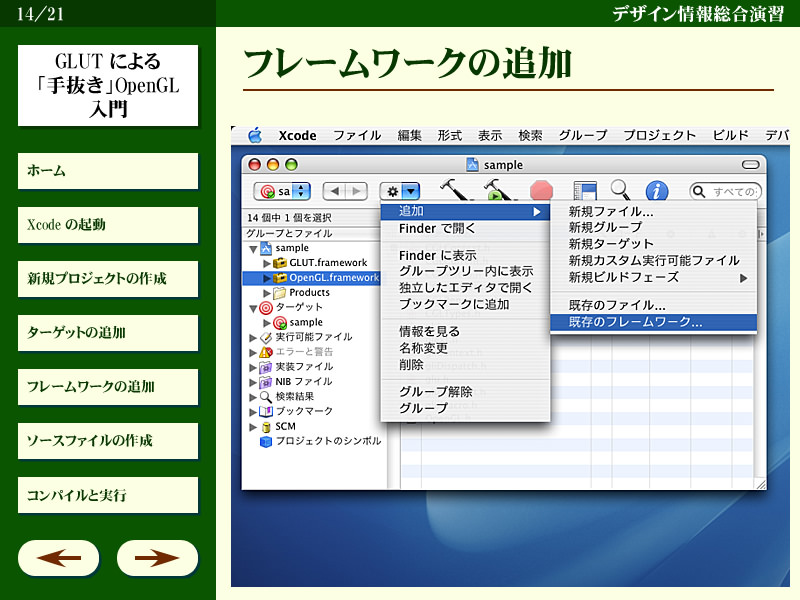 14/21
デザイン情報総合演習
GLUT による
「手抜き」OpenGL
入門
ホーム
Xcode の起動
新規プロジェクトの作成
ターゲットの追加
フレームワークの追加
ソースファイルの作成
コンパイルと実行
フレームワークの追加
Xcode ファイル 編集 形式 表示 検索 グループ プロジェクト ビルド デバ
sample
sa
すべての
14 個中 1 個を選択
グループとファイル
sample
GLUT.framework
OpenGL.framework
Products
ターゲット
sample
実行可能ファイル
エラーと警告
実装ファイル
NIB ファイル
検索結果
ブックマーク
SCM
プロジェクトのシンボル
追加
Finder で開く
Finder に表示
グループツリー内に表示
独立したエディタで開く
ブックマークに追加
情報を見る
名称変更
削除
グループ解除
グループ
新規ファイル...
新規グループ
新規ターゲット
新規カスタム実行可能ファイル
新規ビルドフェーズ
既存のファイル...
既存のフレームワーク...